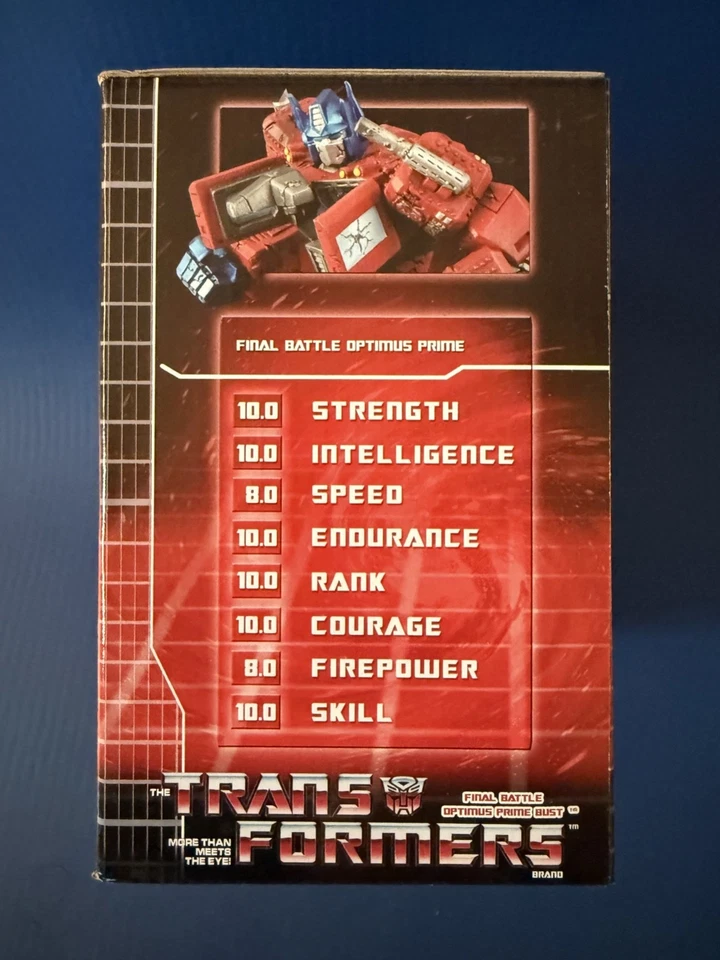 FINAL BATTLE OPTIMUS PRIME
10.0 STRENGTH
10.0 INTELLIGENCE
8.0 SPEED
10.0 ENDURANCE
10.0 RANK
10.0 COURAGE
8.0 FIREPOWER
10.0 SKILL
THE TRANS
FORMERS™
BRAND
MORE THAN
MEETS
THE EYE!
FINAL BATTLE
OPTIMUS PRIME BUST